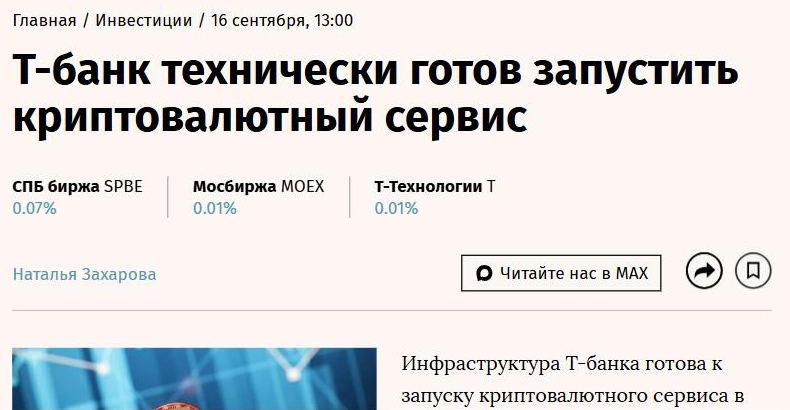 Главная / Инвестиции / 16 сентября, 13:00
Т-банк технически готов запустить
криптовалютный сервис
СПБ биржа SPBE
0.07%
Мосбиржа MOEX
0.01%
Т-Технологии T
0.01%
Наталья Захарова
Читайте нас в MAX
Инфраструктура Т-банка готова к
запуску криптовалютного сервиса в